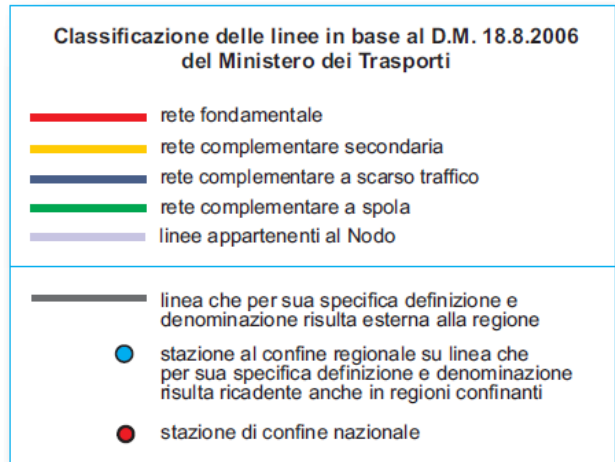 Classificazione delle linee in base al D.M. 18.8.2006
del Ministero dei Trasporti
rete fondamentale
rete complementare secondaria
rete complementare a scarso traffico
rete complementare a spola
linee appartenenti al Nodo
linea che per sua specifica definizione e
denominazione risulta esterna alla regione
stazione al confine regionale su linea che
per sua specifica definizione e denominazione
risulta ricadente anche in regioni confinanti
stazione di confine nazionale